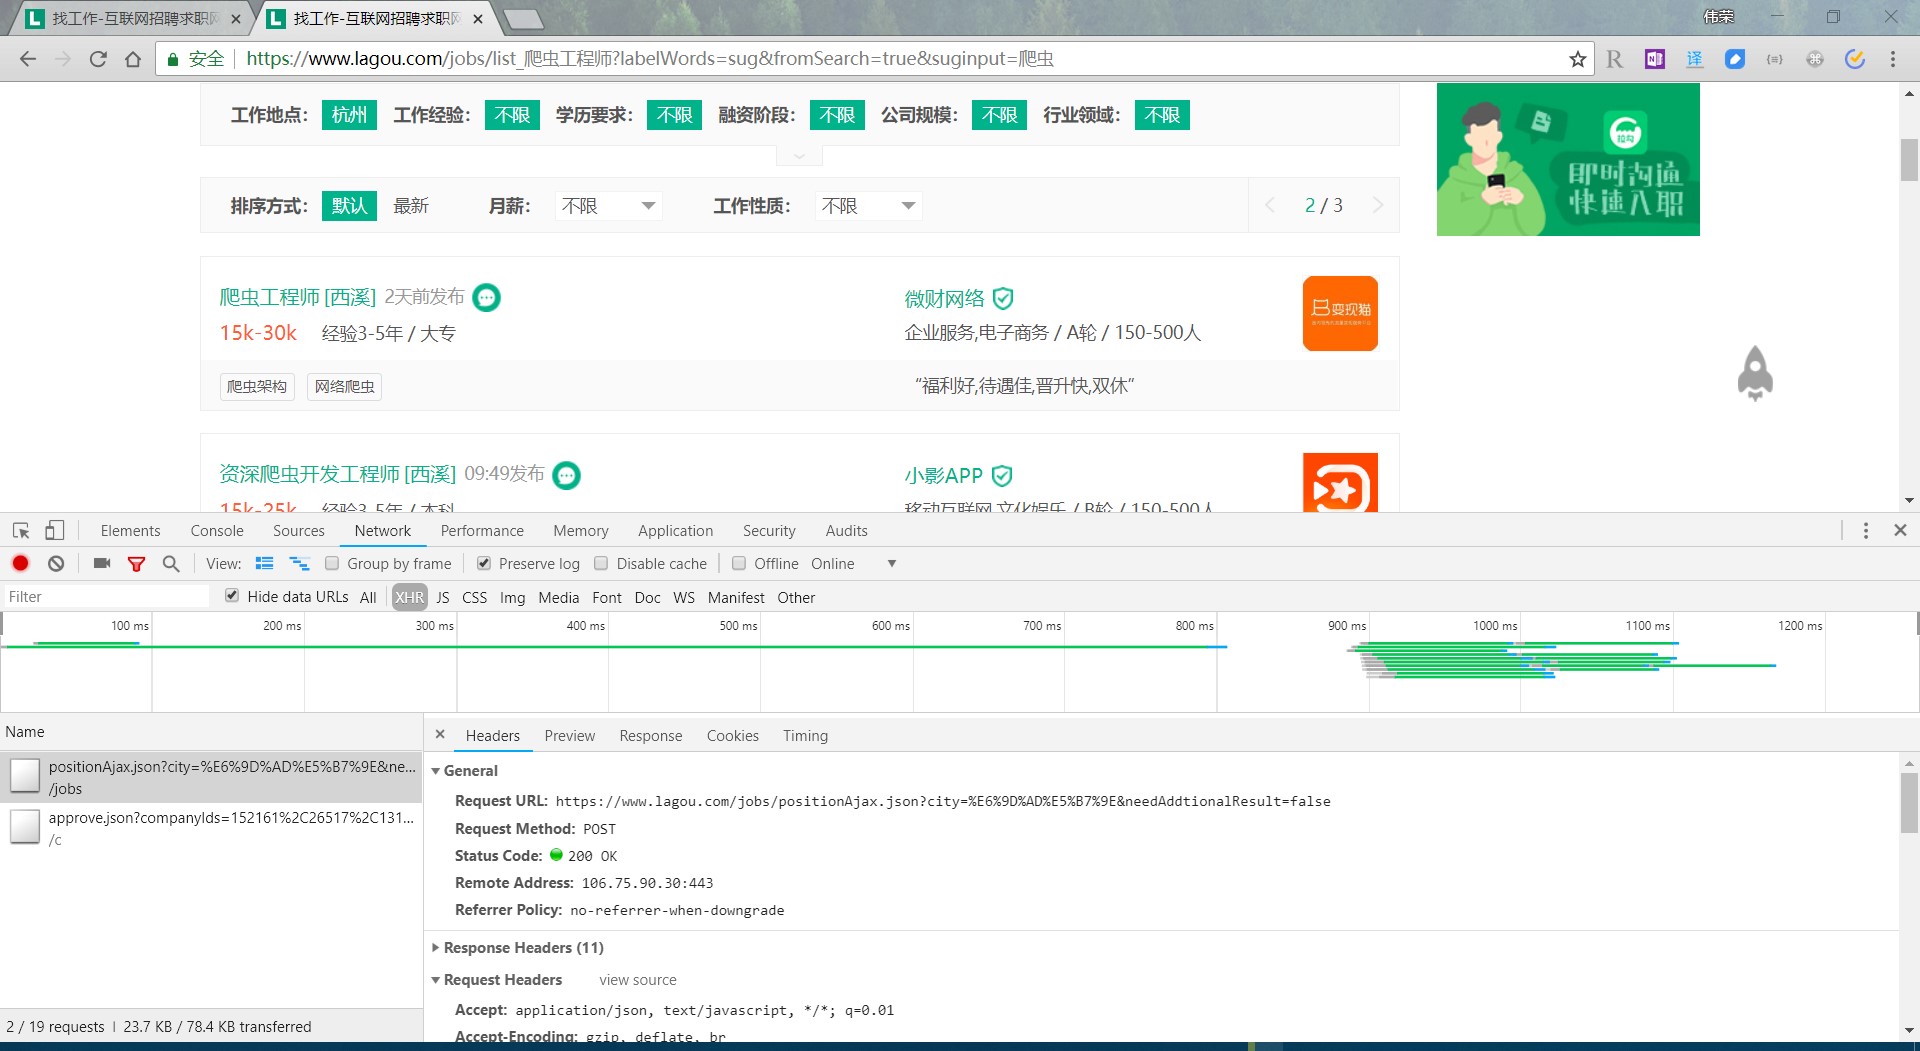 找工作-互联网招聘求职网
找工作-互联网招聘求职网
伟荣
安全 https://www.lagou.com/jobs/list_爬虫工程师?labelWords=sug&fromSearch=true&suginput=爬虫
工作地点： 杭州 工作经验： 不限 学历要求： 不限 融资阶段： 不限 公司规模： 不限 行业领域： 不限
拉勾
即时沟通
快速入职
排序方式： 默认 最新 月薪： 不限 工作性质： 不限 2 / 3
爬虫工程师 [西溪] 2天前发布 微财网络
15k-30k 经验3-5年 / 大专 企业服务,电子商务 / A轮 / 150-500人
变现猫
爬虫架构 网络爬虫 “福利好,待遇佳,晋升快,双休”
资深爬虫开发工程师 [西溪] 09:49发布 小影APP
15k-25k 经验3-5年 / 本科 移动互联网,文化娱乐 / B轮 / 150-500人
Elements Console Sources Network Performance Memory Application Security Audits
View: Group by frame Preserve log Disable cache Offline Online
Filter Hide data URLs All XHR JS CSS Img Media Font Doc WS Manifest Other
100 ms 200 ms 300 ms 400 ms 500 ms 600 ms 700 ms 800 ms 900 ms 1000 ms 1100 ms 1200 ms
Name
Headers Preview Response Cookies Timing
positionAjax.json?city=%E6%9D%AD%E5%B7%9E&ne...
/jobs
approve.json?companyIds=152161%2C26517%2C131...
/c
General
Request URL: https://www.lagou.com/jobs/positionAjax.json?city=%E6%9D%AD%E5%B7%9E&needAddtionalResult=false
Request Method: POST
Status Code: 200 OK
Remote Address: 106.75.90.30:443
Referrer Policy: no-referrer-when-downgrade
Response Headers (11)
Request Headers view source
Accept: application/json, text/javascript, */*; q=0.01
Accept-Encoding: gzip, deflate, br
2 / 19 requests | 23.7 KB / 78.4 KB transferred